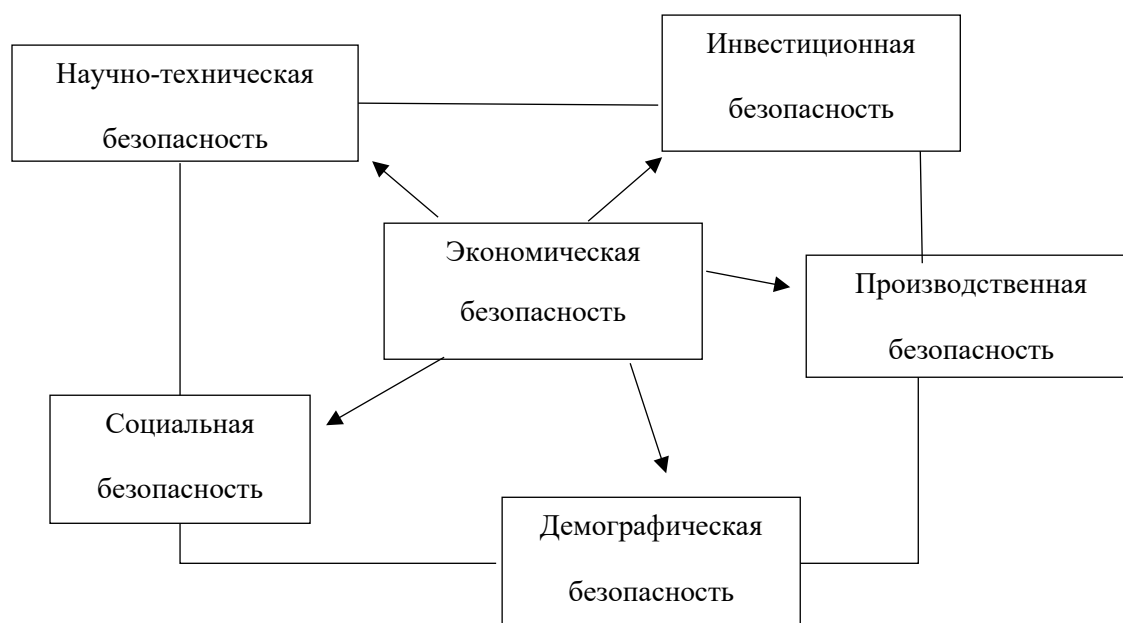 Научно-техническая
безопасность
Инвестиционная
безопасность
Экономическая
безопасность
Производственная
безопасность
Социальная
безопасность
Демографическая
безопасность